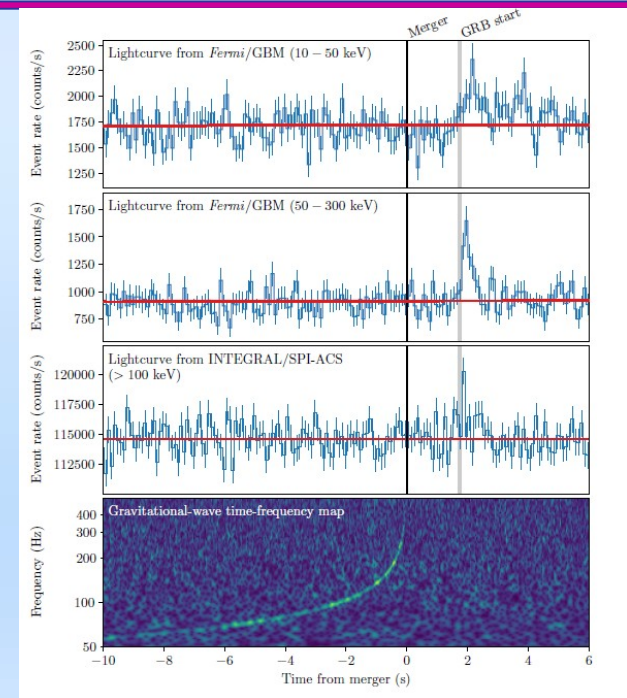 Merger
GRB start
Lightcurve from Fermi/GBM (10 – 50 keV)
Event rate (counts/s)
2500
2250
2000
1750
1500
1250
Lightcurve from Fermi/GBM (50 – 300 keV)
Event rate (counts/s)
1750
1500
1250
1000
750
Lightcurve from INTEGRAL/SPI-ACS
(> 100 keV)
Event rate (counts/s)
120000
117500
115000
112500
Gravitational-wave time-frequency map
Frequency (Hz)
400
300
200
100
50
−10 −8 −6 −4 −2 0 2 4 6
Time from merger (s)